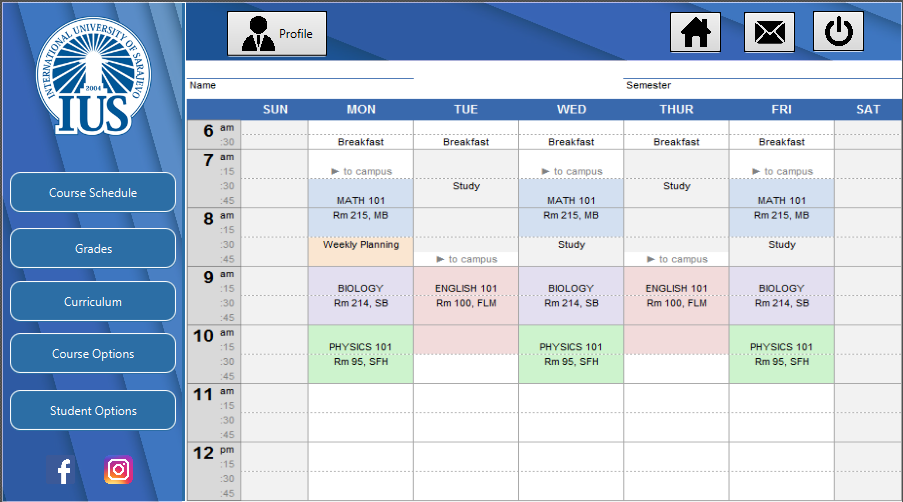 INTERNATIONAL UNIVERSITY OF SARAJEVO
2004
IUS
Profile
Course Schedule
Grades
Curriculum
Course Options
Student Options
Name Semester
SUN MON TUE WED THUR FRI SAT
6 am
:30 Breakfast Breakfast Breakfast Breakfast Breakfast
7 am
:15 ► to campus ► to campus ► to campus
:30 Study Study
:45 MATH 101 MATH 101 MATH 101
8 am Rm 215, MB Rm 215, MB Rm 215, MB
:15
:30 Weekly Planning Study Study
:45 ► to campus ► to campus
9 am
:15 BIOLOGY ENGLISH 101 BIOLOGY ENGLISH 101 BIOLOGY
:30 Rm 214, SB Rm 100, FLM Rm 214, SB Rm 100, FLM Rm 214, SB
:45
10 am
:15 PHYSICS 101 PHYSICS 101 PHYSICS 101
:30 Rm 95, SFH Rm 95, SFH Rm 95, SFH
:45
11 am
:15
:30
:45
12 pm
:15
:30
:45